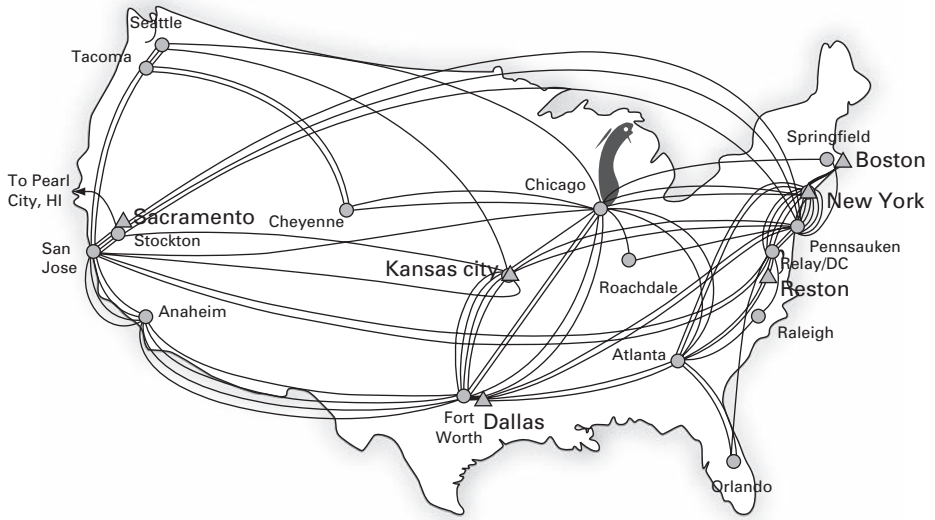 Seattle
Tacoma
Springfield
Boston
To Pearl
City, HI
Chicago
New York
Sacramento
Cheyenne
Stockton
San
Jose
Pennsauken
Relay/DC
Kansas city
Roachdale
Reston
Anaheim
Raleigh
Atlanta
Fort
Worth
Dallas
Orlando